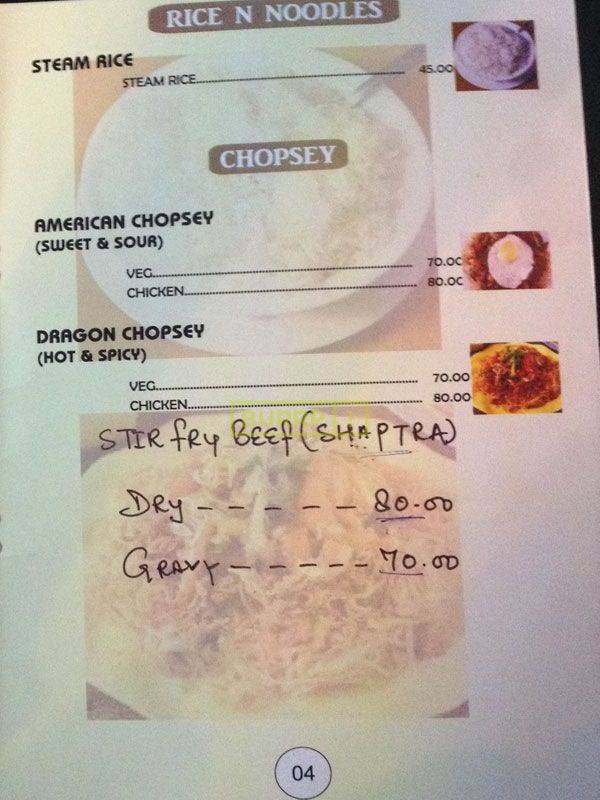 RICE N NOODLES
STEAM RICE
STEAM RICE........................ 45.00
CHOPSEY
AMERICAN CHOPSEY
(SWEET & SOUR)
VEG........................ 70.00
CHICKEN........................ 80.00
DRAGON CHOPSEY
(HOT & SPICY)
VEG........................ 70.00
CHICKEN........................ 80.00
STIR fRy BEEf (SHAPTRA)
DRy - - - - - 80.00
GRAVY - - - - - 70.00
04